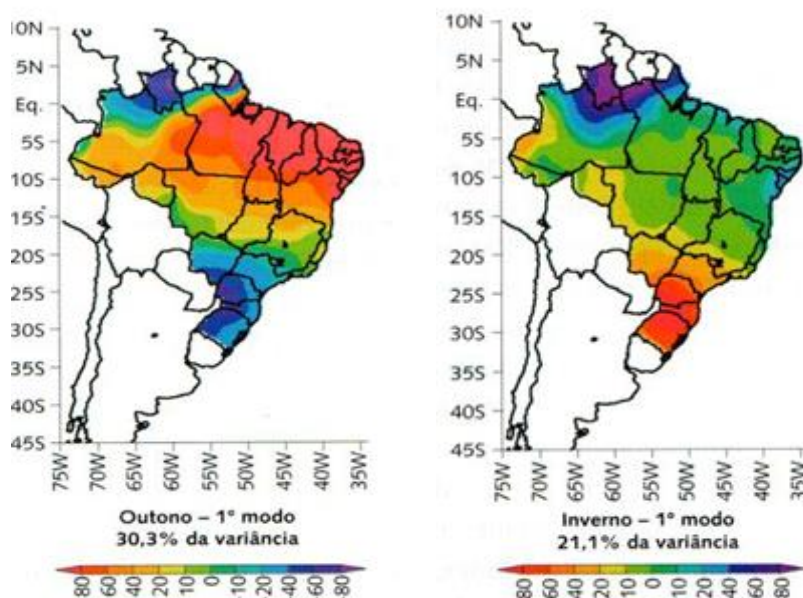 10N
5N
Eq.
5S
10S
15S
20S
25S
30S
35S
40S
45S
75W
70W
65W
60W
55W
50W
45W
40W
35W
Outono – 1º modo
30,3% da variância
80
60
40
20
10
0
-10
-20
-40
-60
-80
10N
5N
Eq.
5S
10S
15S
20S
25S
30S
35S
40S
45S
75W
70W
65W
60W
55W
50W
45W
40W
35W
Inverno – 1º modo
21,1% da variância
80
60
40
20
10
0
-10
-20
-40
-60
-80